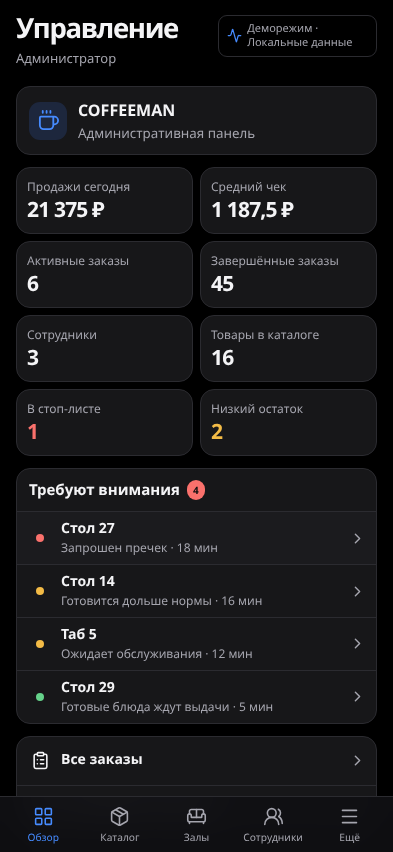 Управление
Администратор
Деморежим ·
Локальные данные
COFFEEMAN
Административная панель
Продажи сегодня
21 375 ₽
Средний чек
1 187,5 ₽
Активные заказы
6
Завершённые заказы
45
Сотрудники
3
Товары в каталоге
16
В стоп-листе
1
Низкий остаток
2
Требуют внимания 4
Стол 27
Запрошен пречек · 18 мин
Стол 14
Готовится дольше нормы · 16 мин
Таб 5
Ожидает обслуживания · 12 мин
Стол 29
Готовые блюда ждут выдачи · 5 мин
Все заказы
Обзор
Каталог
Залы
Сотрудники
Ещё